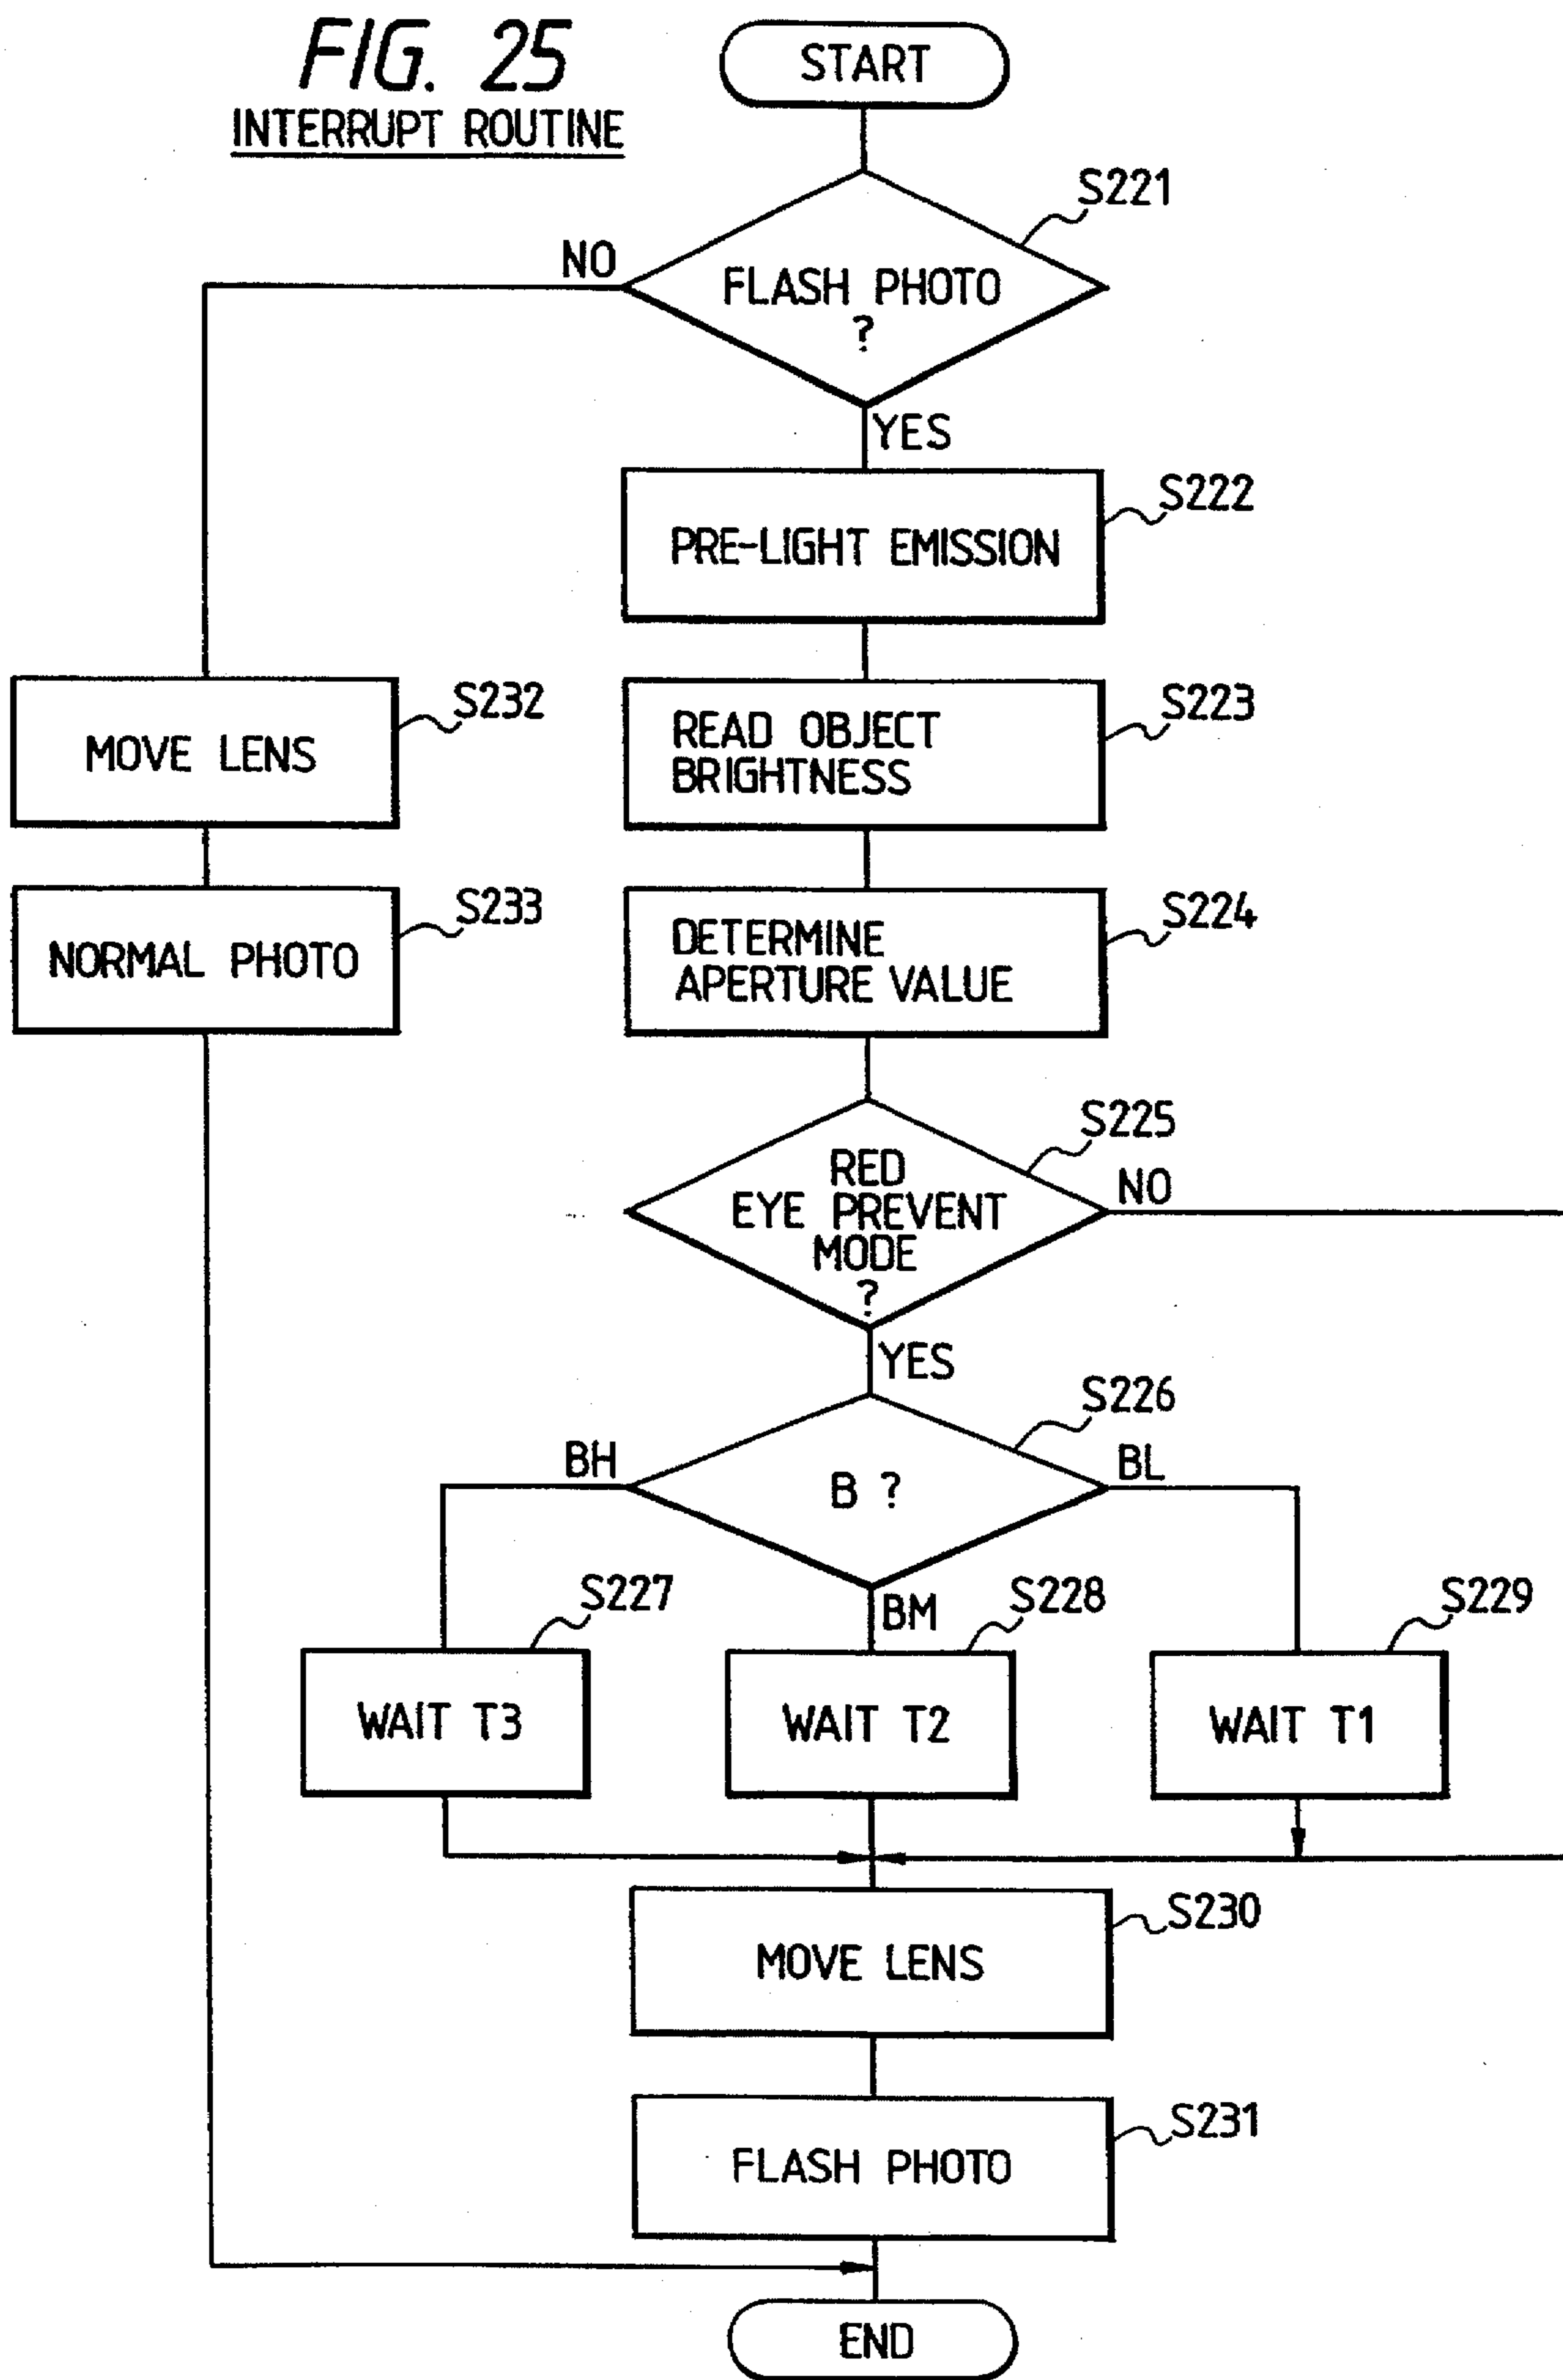 FIG. 25
INTERRUPT ROUTINE
START
S221
NO
FLASH PHOTO
?
YES
S222
PRE-LIGHT EMISSION
S232
MOVE LENS
S223
READ OBJECT
BRIGHTNESS
S233
NORMAL PHOTO
S224
DETERMINE
APERTURE VALUE
S225
RED
EYE PREVENT
MODE
?
NO
YES
S226
BH
B ?
BL
BM
S227
S228
S229
WAIT T3
WAIT T2
WAIT T1
S230
MOVE LENS
S231
FLASH PHOTO
END